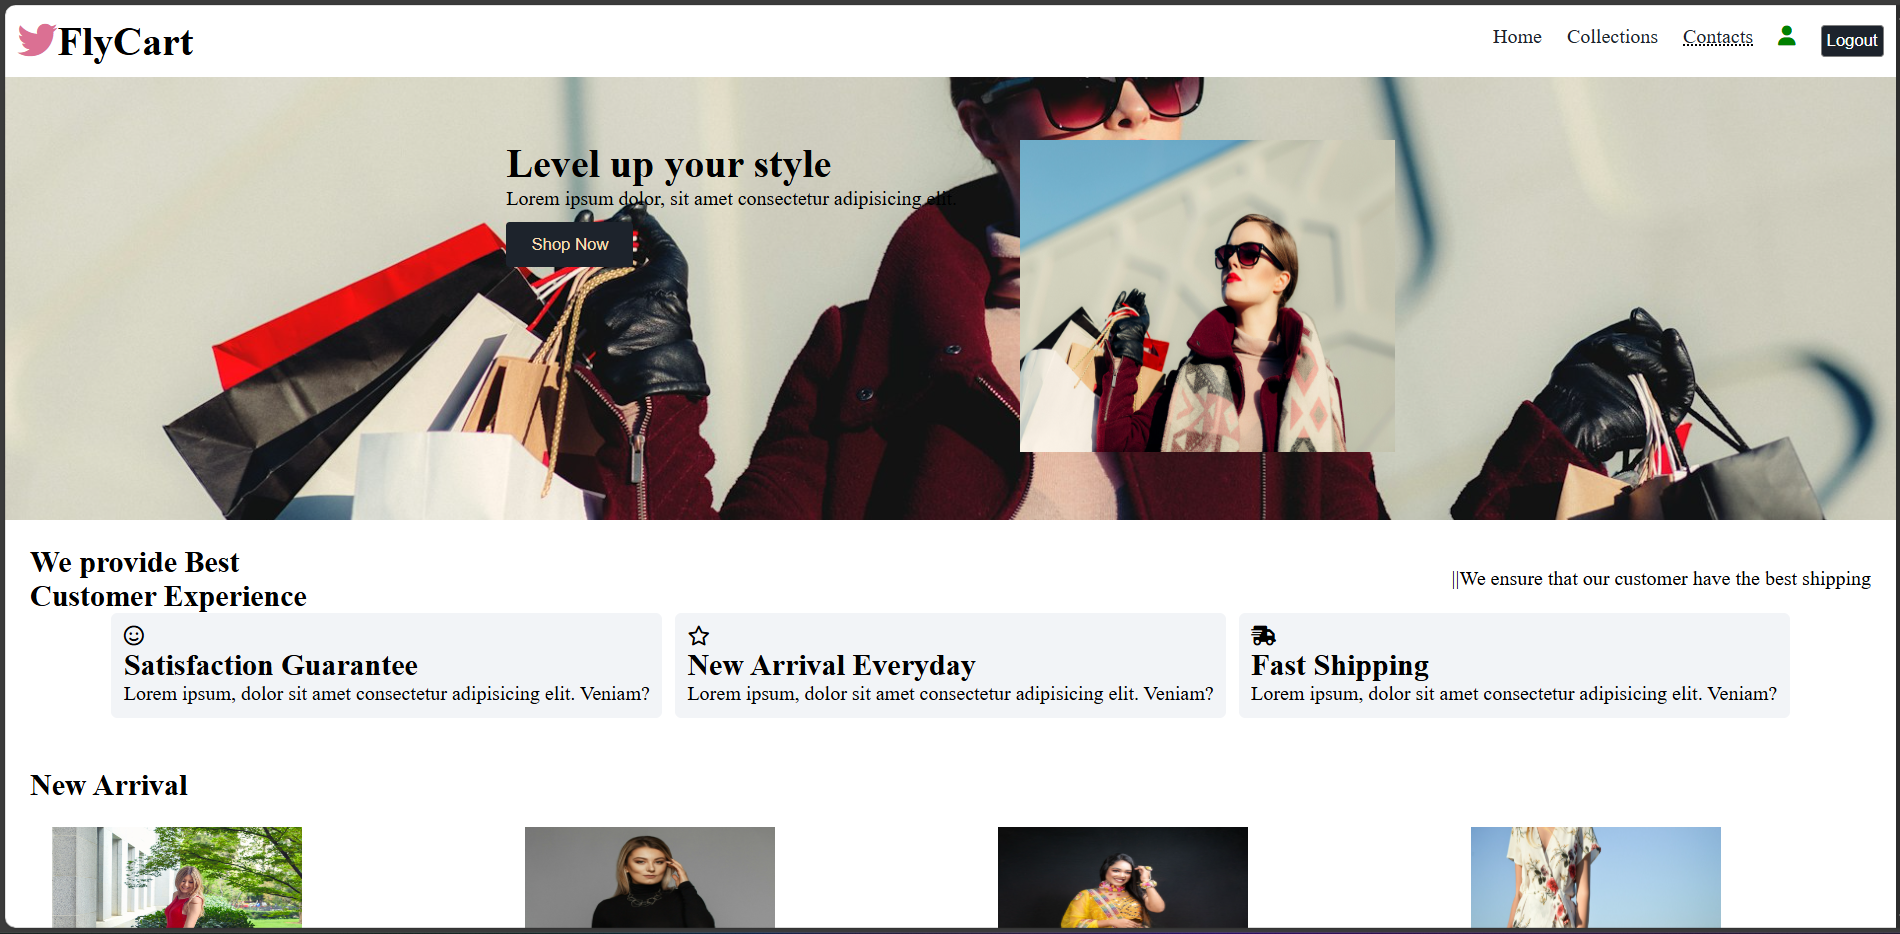 FlyCart
Home Collections Contacts Logout
Level up your style
Lorem ipsum dolor, sit amet consectetur adipisicing elit.
Shop Now
We provide Best
Customer Experience
||We ensure that our customer have the best shipping
Satisfaction Guarantee
Lorem ipsum, dolor sit amet consectetur adipisicing elit. Veniam?
New Arrival Everyday
Lorem ipsum, dolor sit amet consectetur adipisicing elit. Veniam?
Fast Shipping
Lorem ipsum, dolor sit amet consectetur adipisicing elit. Veniam?
New Arrival